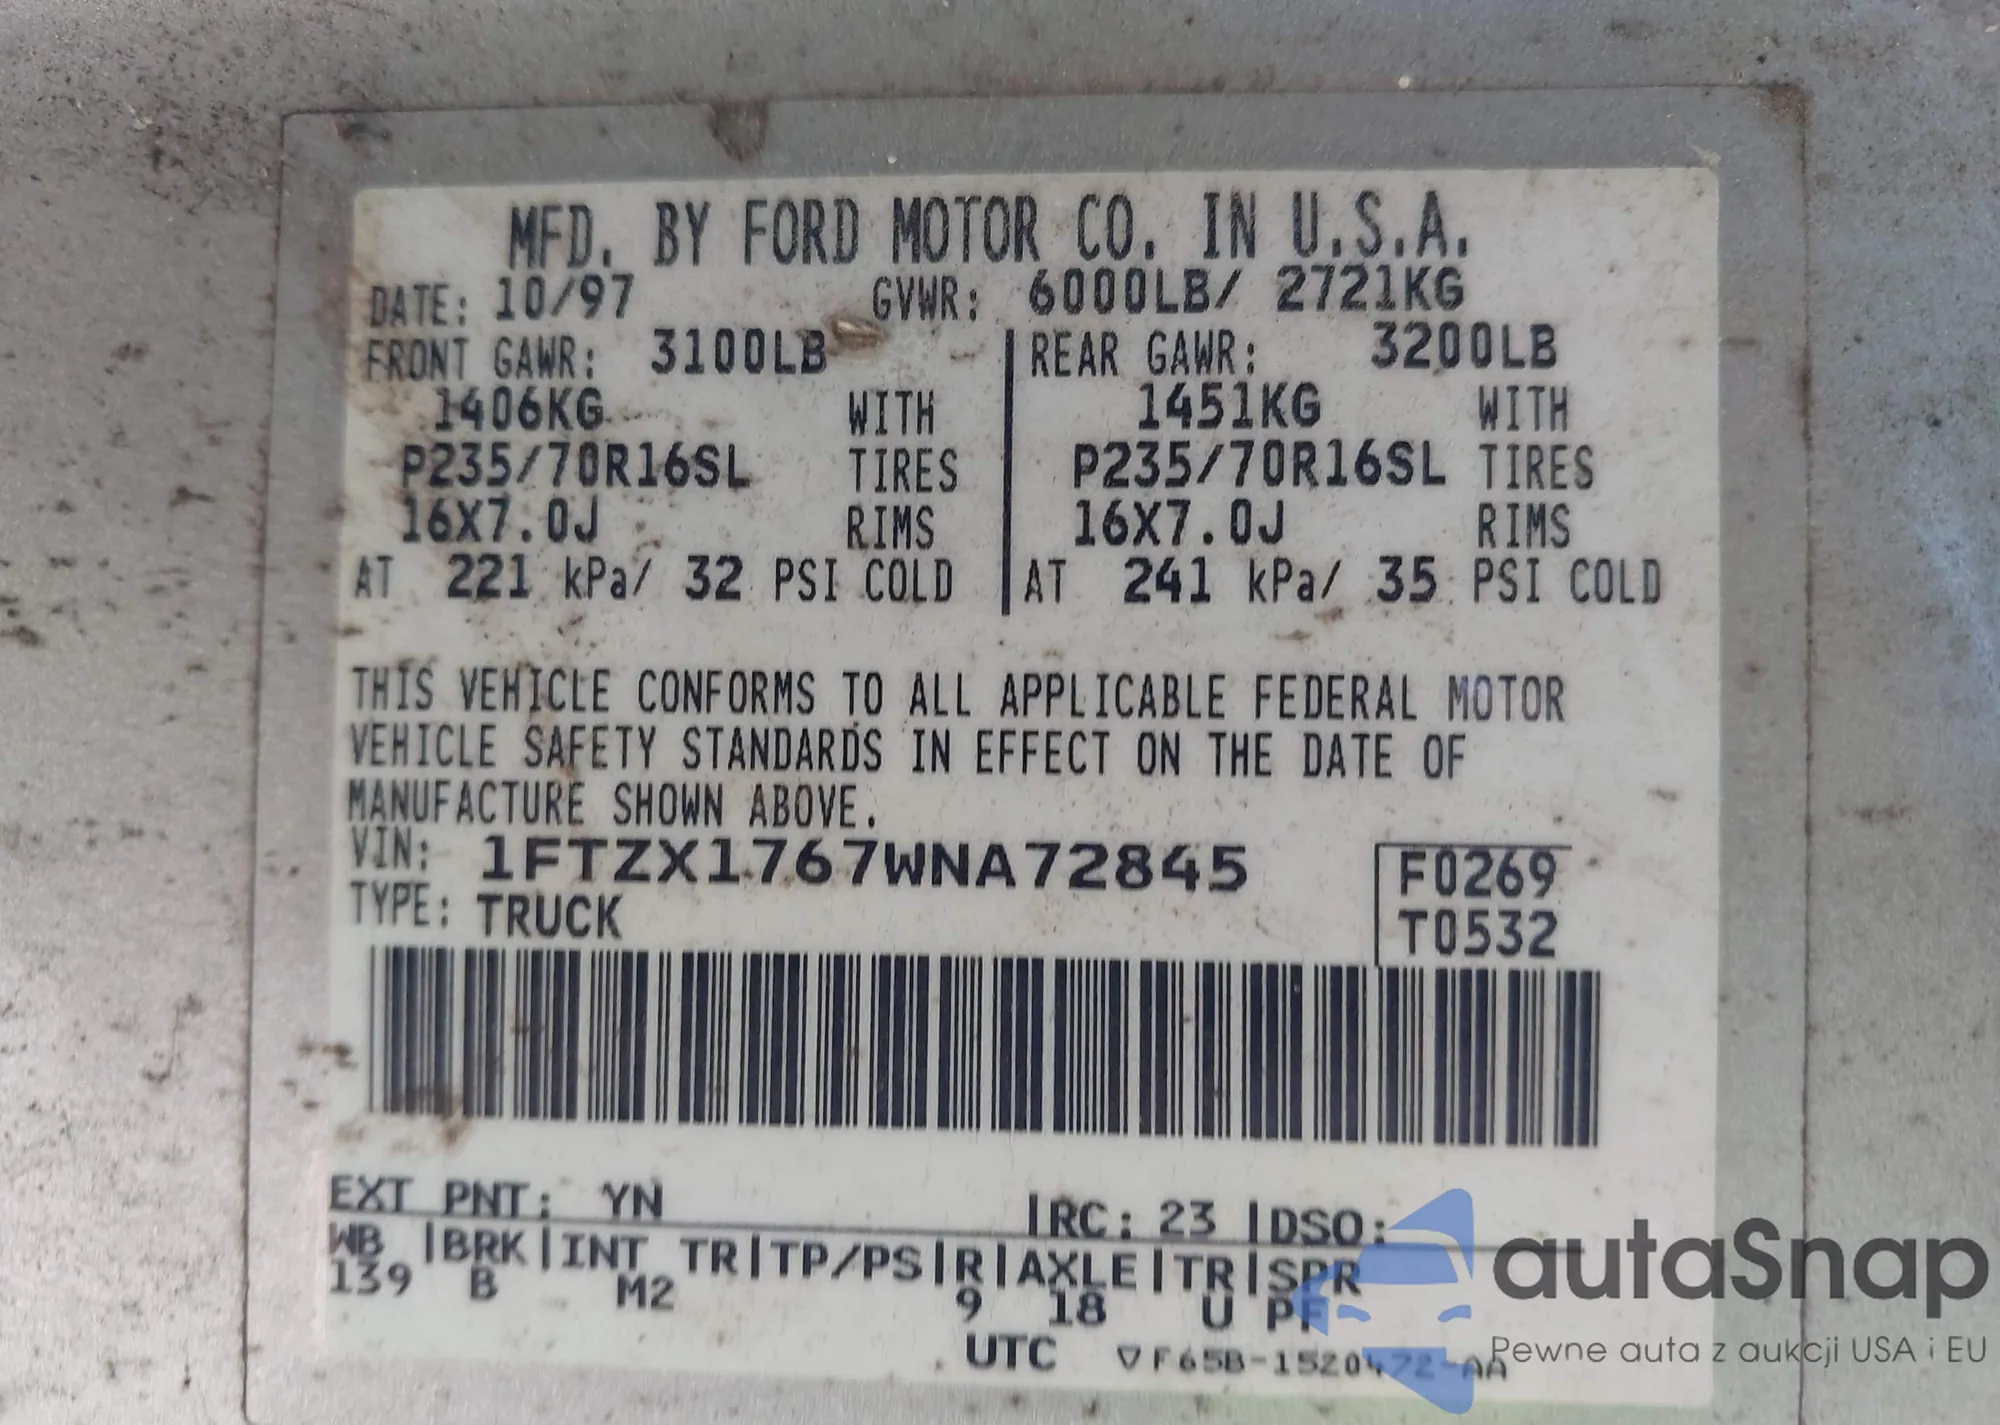 MFD. BY FORD MOTOR CO. IN U.S.A.
DATE: 10/97 GVWR: 6000LB/ 2721KG
FRONT GAWR: 3100LB REAR GAWR: 3200LB
1406KG WITH 1451KG WITH
P235/70R16SL TIRES P235/70R16SL TIRES
16X7.0J RIMS 16X7.0J RIMS
AT 221 kPa/ 32 PSI COLD AT 241 kPa/ 35 PSI COLD
THIS VEHICLE CONFORMS TO ALL APPLICABLE FEDERAL MOTOR
VEHICLE SAFETY STANDARDS IN EFFECT ON THE DATE OF
MANUFACTURE SHOWN ABOVE.
VIN: 1FTZX1767WNA72845 F0269
TYPE: TRUCK T0532
EXT PNT: YN |RC: 23 |DSO:
WB |BRK|INT TR|TP/PS|R|AXLE|TR|SPR
139 B M2 9 18 U PF
UTC ▽F65B-1520472-AA
autaSnap
Pewne auta z aukcji USA i EU